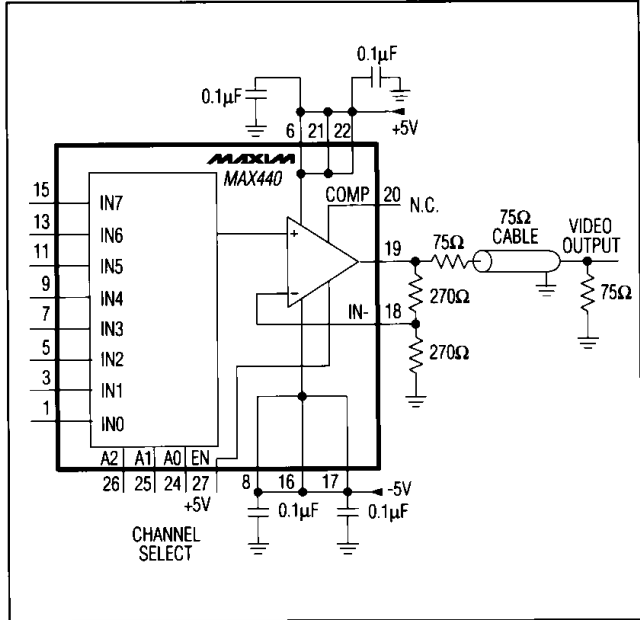 0.1µF
0.1µF
6 21 22
+5V
MAXIM
MAX440
15 IN7
13 IN6
11 IN5
9 IN4
7 IN3
5 IN2
3 IN1
1 IN0
+
−
COMP 20 N.C.
19
IN- 18
75Ω
75Ω
CABLE
VIDEO
OUTPUT
270Ω
75Ω
270Ω
A2 A1 A0 EN
26 25 24 27
+5V
CHANNEL
SELECT
8 16 17
-5V
0.1µF
0.1µF